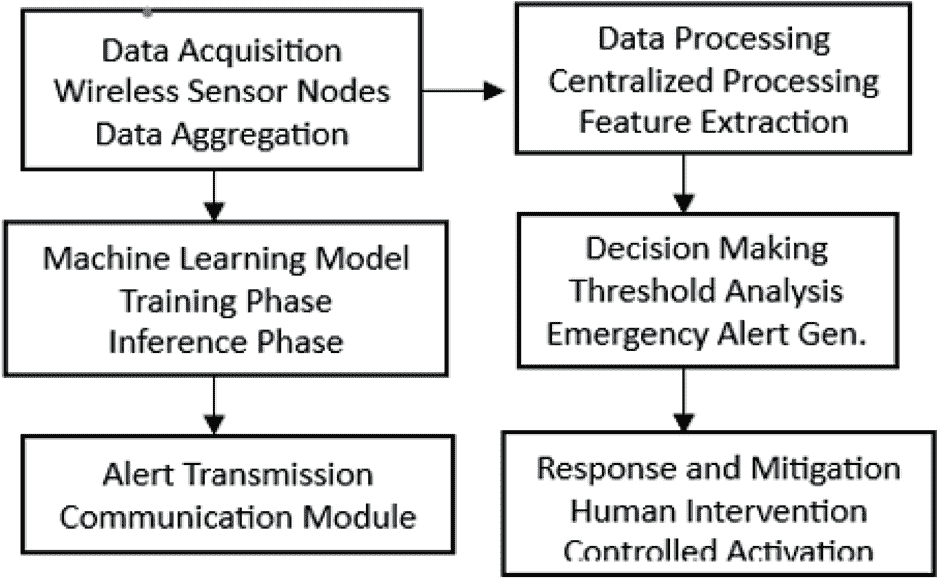 Data Acquisition
Wireless Sensor Nodes
Data Aggregation
Data Processing
Centralized Processing
Feature Extraction
Machine Learning Model
Training Phase
Inference Phase
Decision Making
Threshold Analysis
Emergency Alert Gen.
Alert Transmission
Communication Module
Response and Mitigation
Human Intervention
Controlled Activation